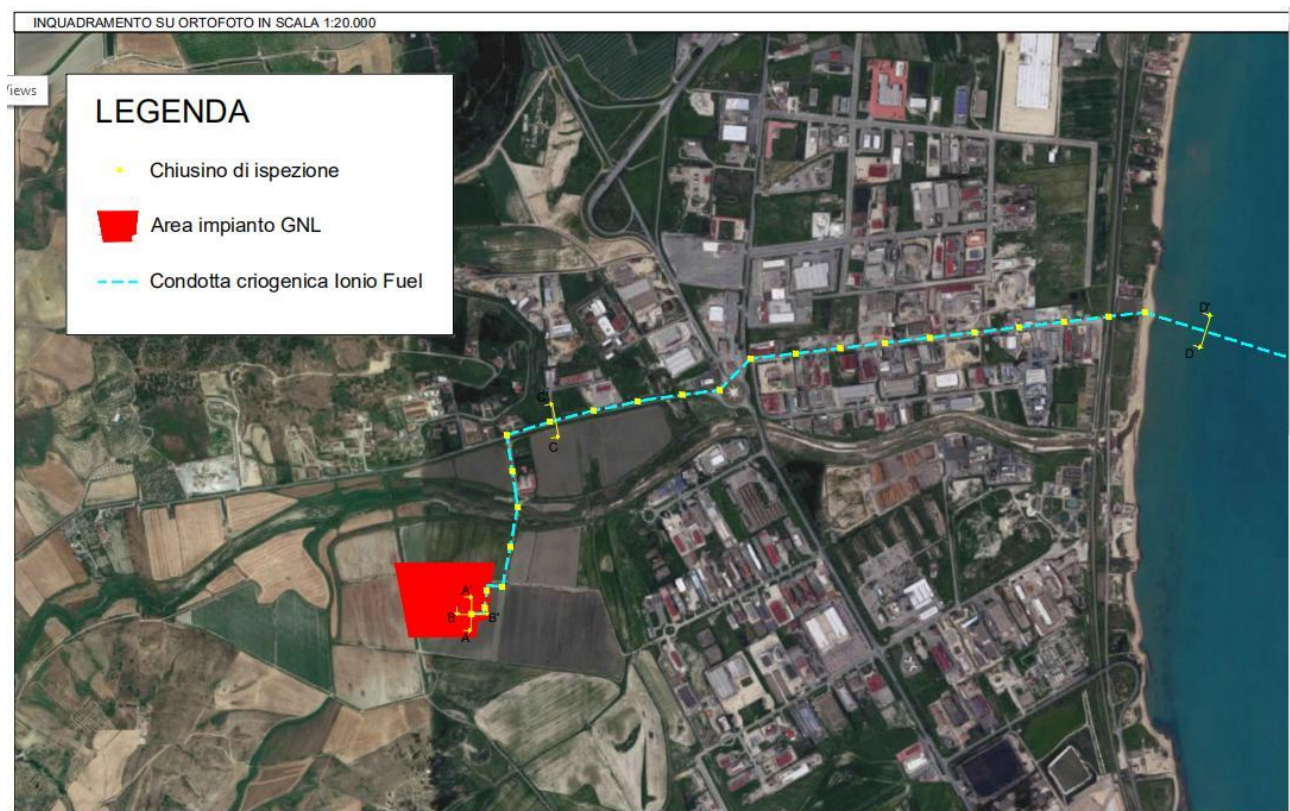 INQUADRAMENTO SU ORTOFOTO IN SCALA 1:20.000
iews
LEGENDA
Chiusino di ispezione
Area impianto GNL
Condotta criogenica Ionio Fuel
D'
D
C'
C
A'
B
B'
A